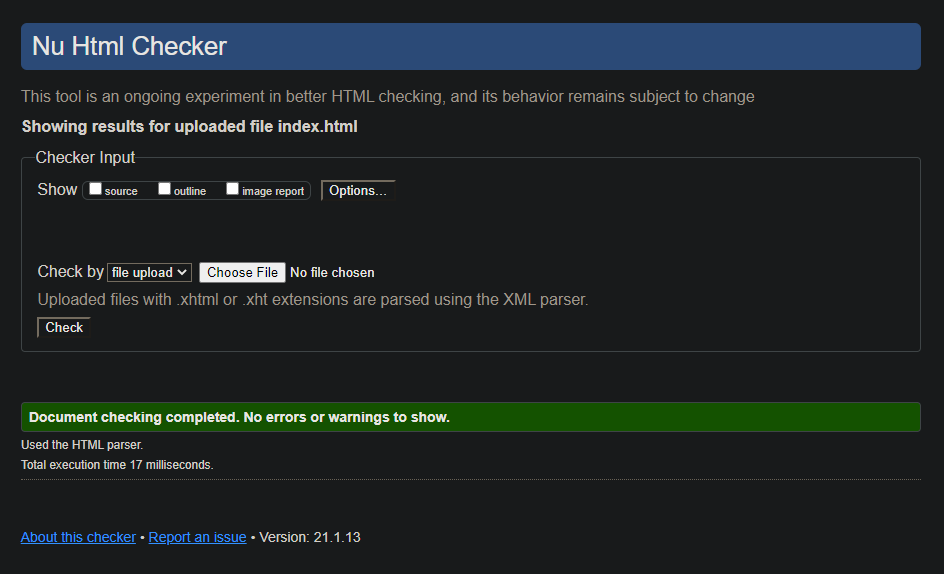 Nu Html Checker
This tool is an ongoing experiment in better HTML checking, and its behavior remains subject to change
Showing results for uploaded file index.html
Checker Input
Show source outline image report Options...
Check by file upload Choose File No file chosen
Uploaded files with .xhtml or .xht extensions are parsed using the XML parser.
Check
Document checking completed. No errors or warnings to show.
Used the HTML parser.
Total execution time 17 milliseconds.
About this checker • Report an issue • Version: 21.1.13